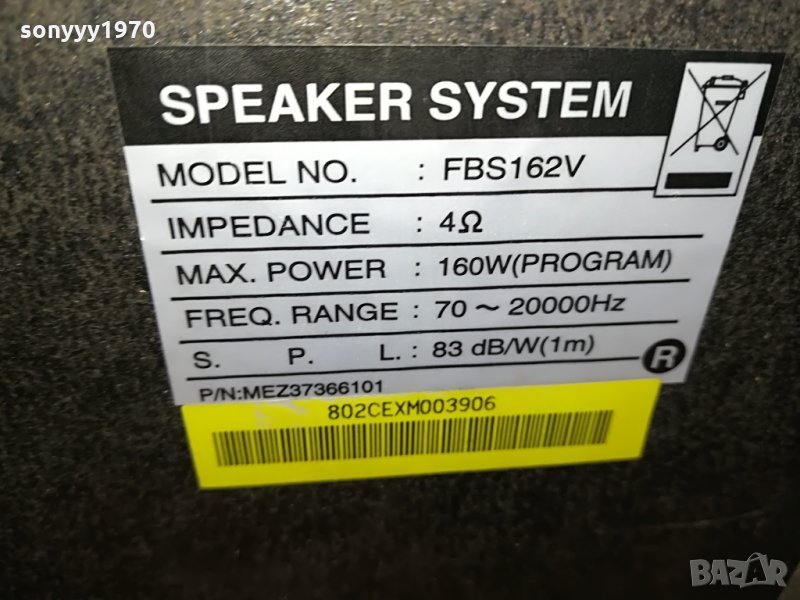 sonyyy1970
SPEAKER SYSTEM
MODEL NO. : FBS162V
IMPEDANCE : 4Ω
MAX. POWER : 160W(PROGRAM)
FREQ. RANGE : 70 ~ 20000Hz
S. P. L. : 83 dB/W(1m)
R
P/N:MEZ37366101
802CEXM003906
BAZAR